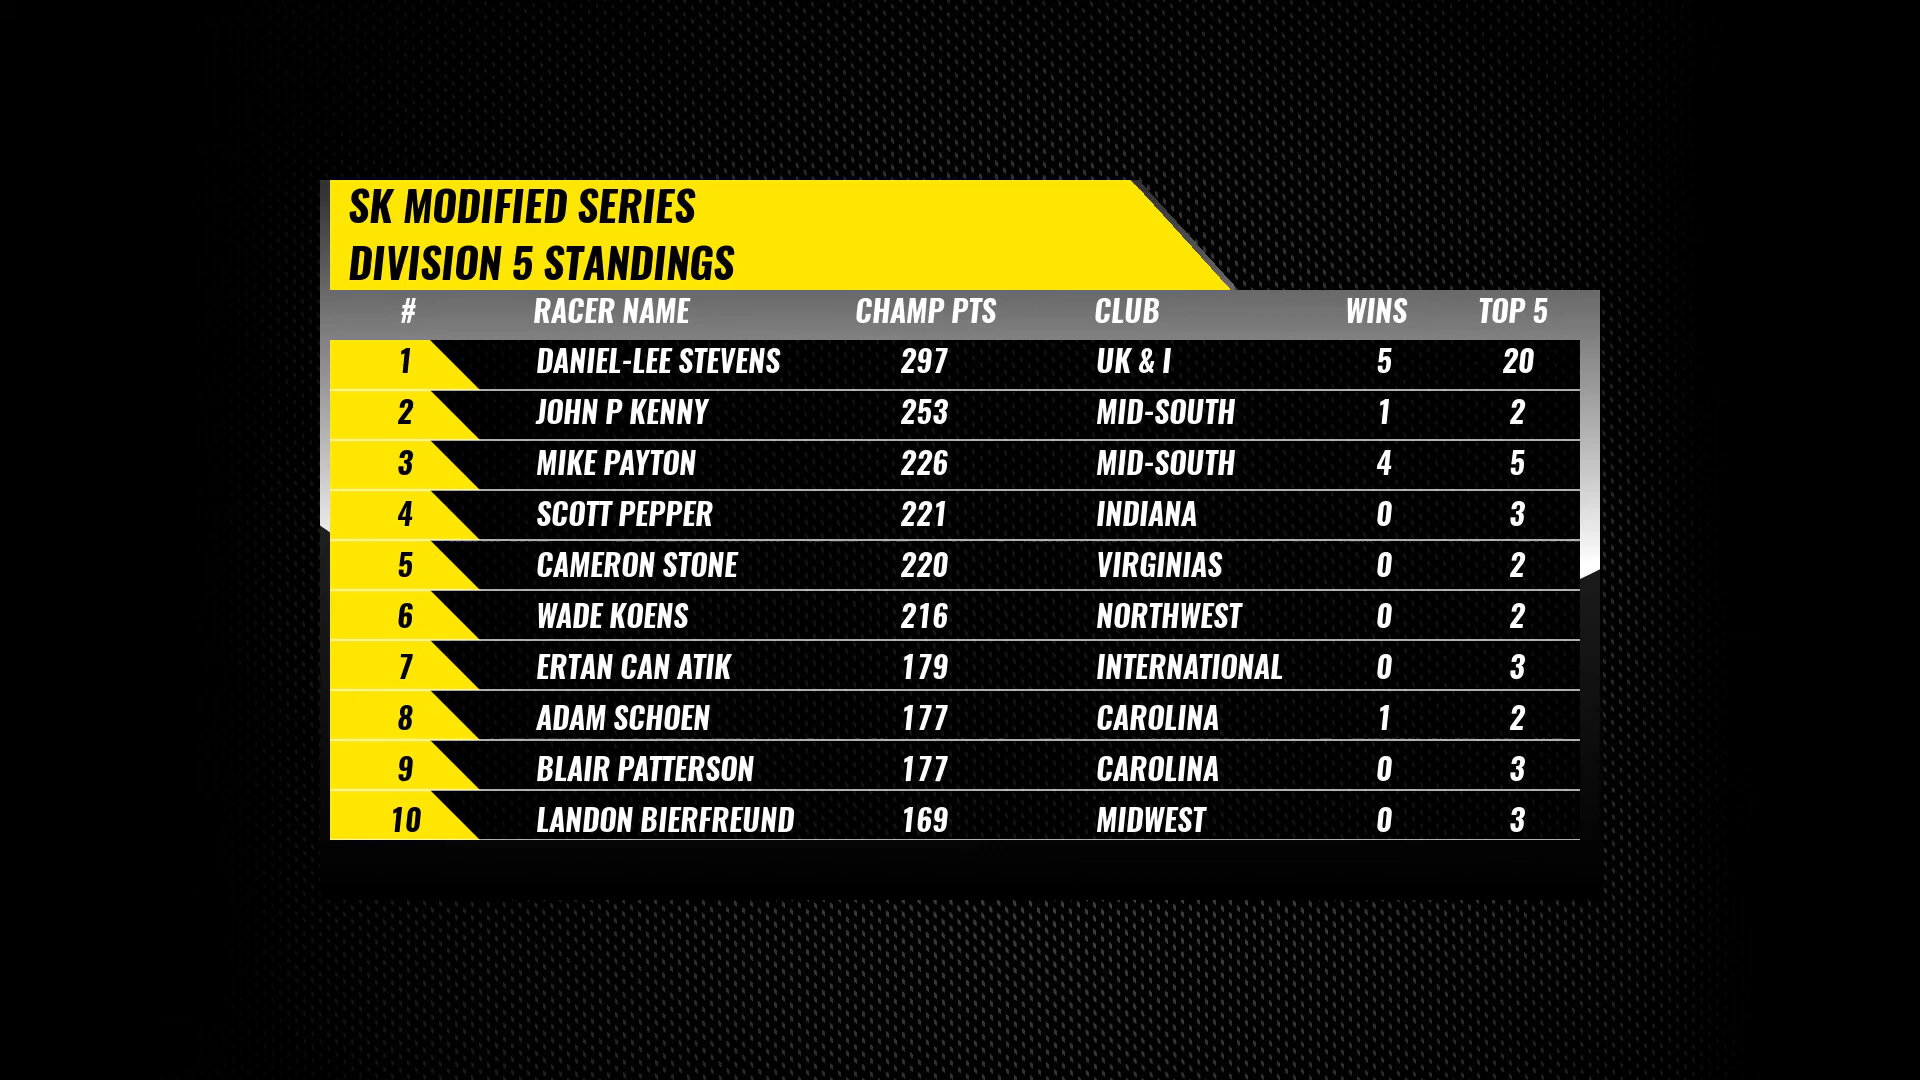 SK MODIFIED SERIES
DIVISION 5 STANDINGS
# RACER NAME CHAMP PTS CLUB WINS TOP 5
1 DANIEL-LEE STEVENS 297 UK & I 5 20
2 JOHN P KENNY 253 MID-SOUTH 1 2
3 MIKE PAYTON 226 MID-SOUTH 4 5
4 SCOTT PEPPER 221 INDIANA 0 3
5 CAMERON STONE 220 VIRGINIAS 0 2
6 WADE KOENS 216 NORTHWEST 0 2
7 ERTAN CAN ATIK 179 INTERNATIONAL 0 3
8 ADAM SCHOEN 177 CAROLINA 1 2
9 BLAIR PATTERSON 177 CAROLINA 0 3
10 LANDON BIERFREUND 169 MIDWEST 0 3